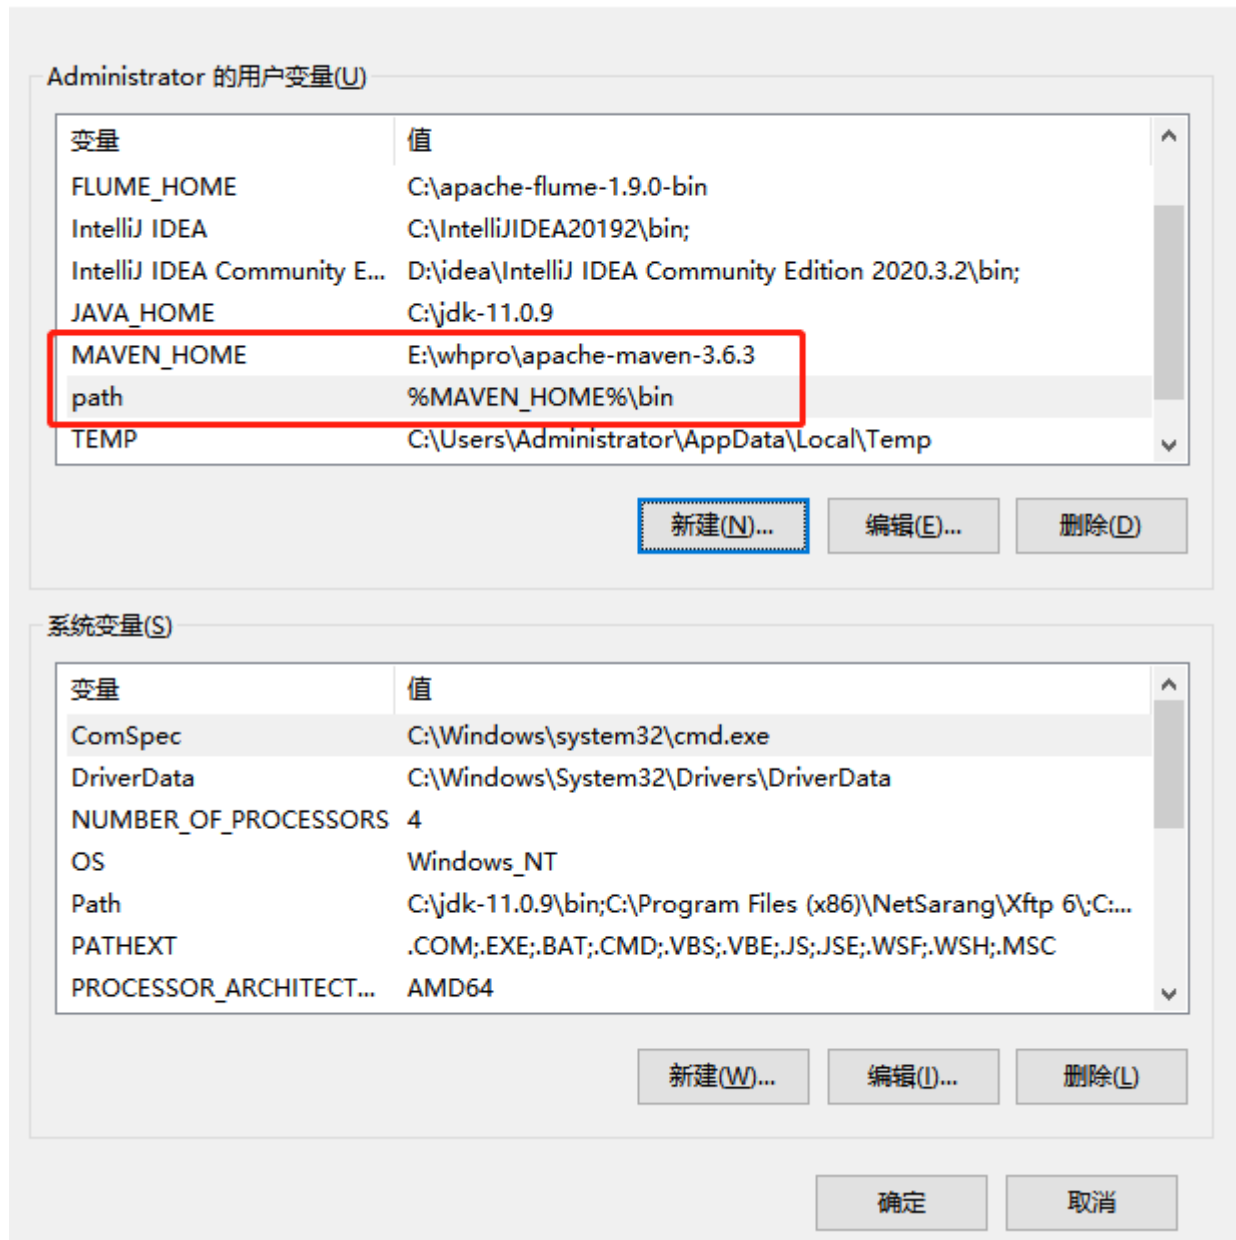 Administrator 的用户变量(U)
变量 值
FLUME_HOME C:\apache-flume-1.9.0-bin
IntelliJ IDEA C:\IntelliJIDEA20192\bin;
IntelliJ IDEA Community E... D:\idea\IntelliJ IDEA Community Edition 2020.3.2\bin;
JAVA_HOME C:\jdk-11.0.9
MAVEN_HOME E:\whpro\apache-maven-3.6.3
path %MAVEN_HOME%\bin
TEMP C:\Users\Administrator\AppData\Local\Temp
新建(N)... 编辑(E)... 删除(D)
系统变量(S)
变量 值
ComSpec C:\Windows\system32\cmd.exe
DriverData C:\Windows\System32\Drivers\DriverData
NUMBER_OF_PROCESSORS 4
OS Windows_NT
Path C:\jdk-11.0.9\bin;C:\Program Files (x86)\NetSarang\Xftp 6\;C:...
PATHEXT .COM;.EXE;.BAT;.CMD;.VBS;.VBE;.JS;.JSE;.WSF;.WSH;.MSC
PROCESSOR_ARCHITECT... AMD64
新建(W)... 编辑(I)... 删除(L)
确定 取消